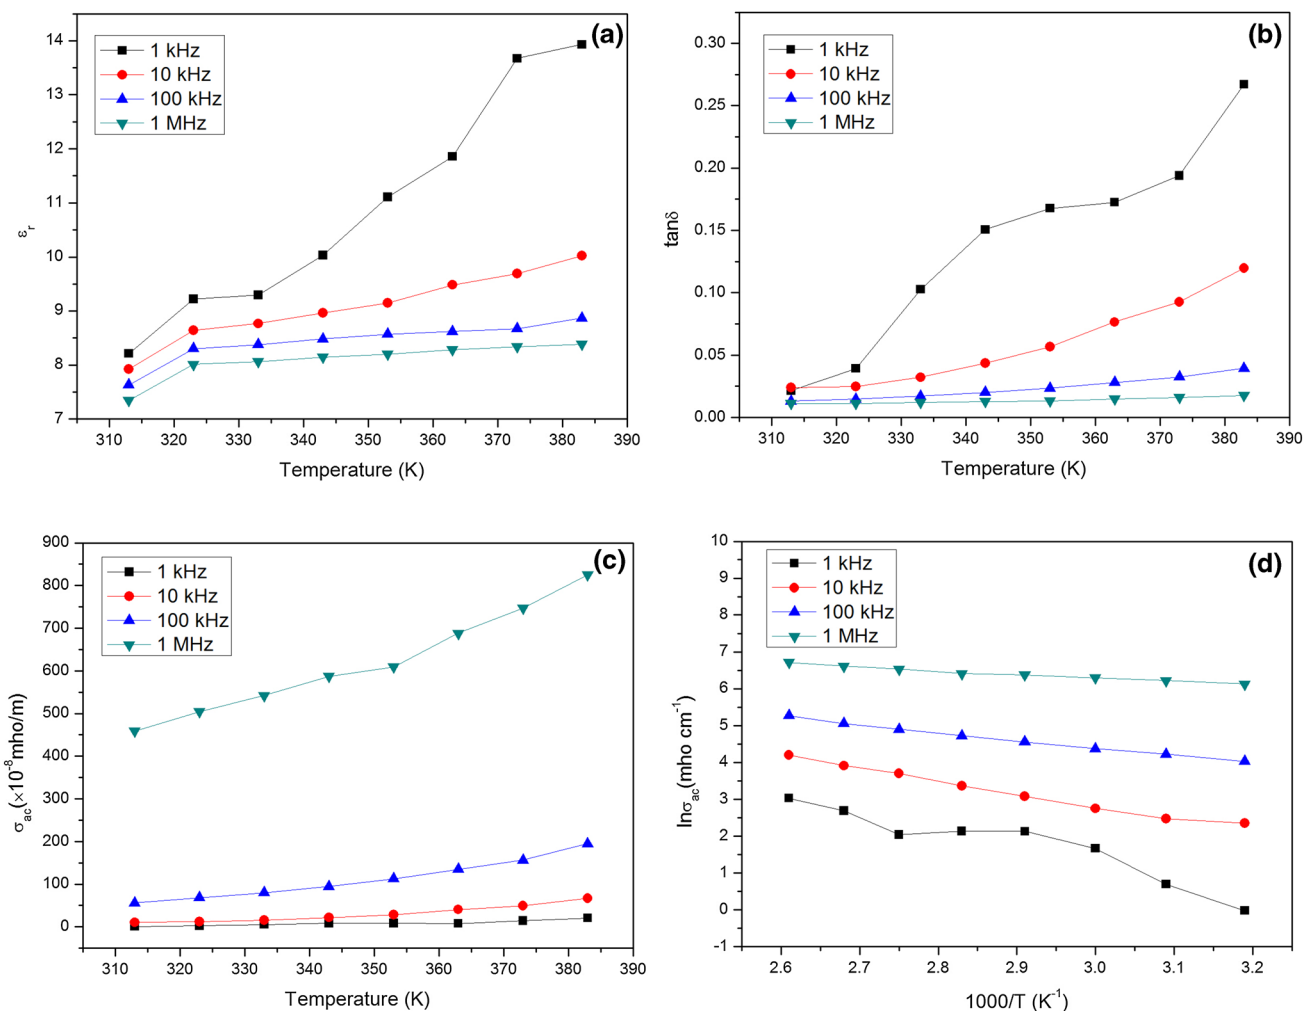 (a)
14
13
12
11
10
9
8
7
εr
1 kHz
10 kHz
100 kHz
1 MHz
310 320 330 340 350 360 370 380 390
Temperature (K)
(b)
0.30
0.25
0.20
0.15
0.10
0.05
0.00
tanδ
1 kHz
10 kHz
100 kHz
1 MHz
310 320 330 340 350 360 370 380 390
Temperature (K)
(c)
900
800
700
600
500
400
300
200
100
0
σac(×10-8mho/m)
1 kHz
10 kHz
100 kHz
1 MHz
310 320 330 340 350 360 370 380 390
Temperature (K)
(d)
10
9
8
7
6
5
4
3
2
1
0
-1
lnσac(mho cm-1)
1 kHz
10 kHz
100 kHz
1 MHz
2.6 2.7 2.8 2.9 3.0 3.1 3.2
1000/T (K-1)